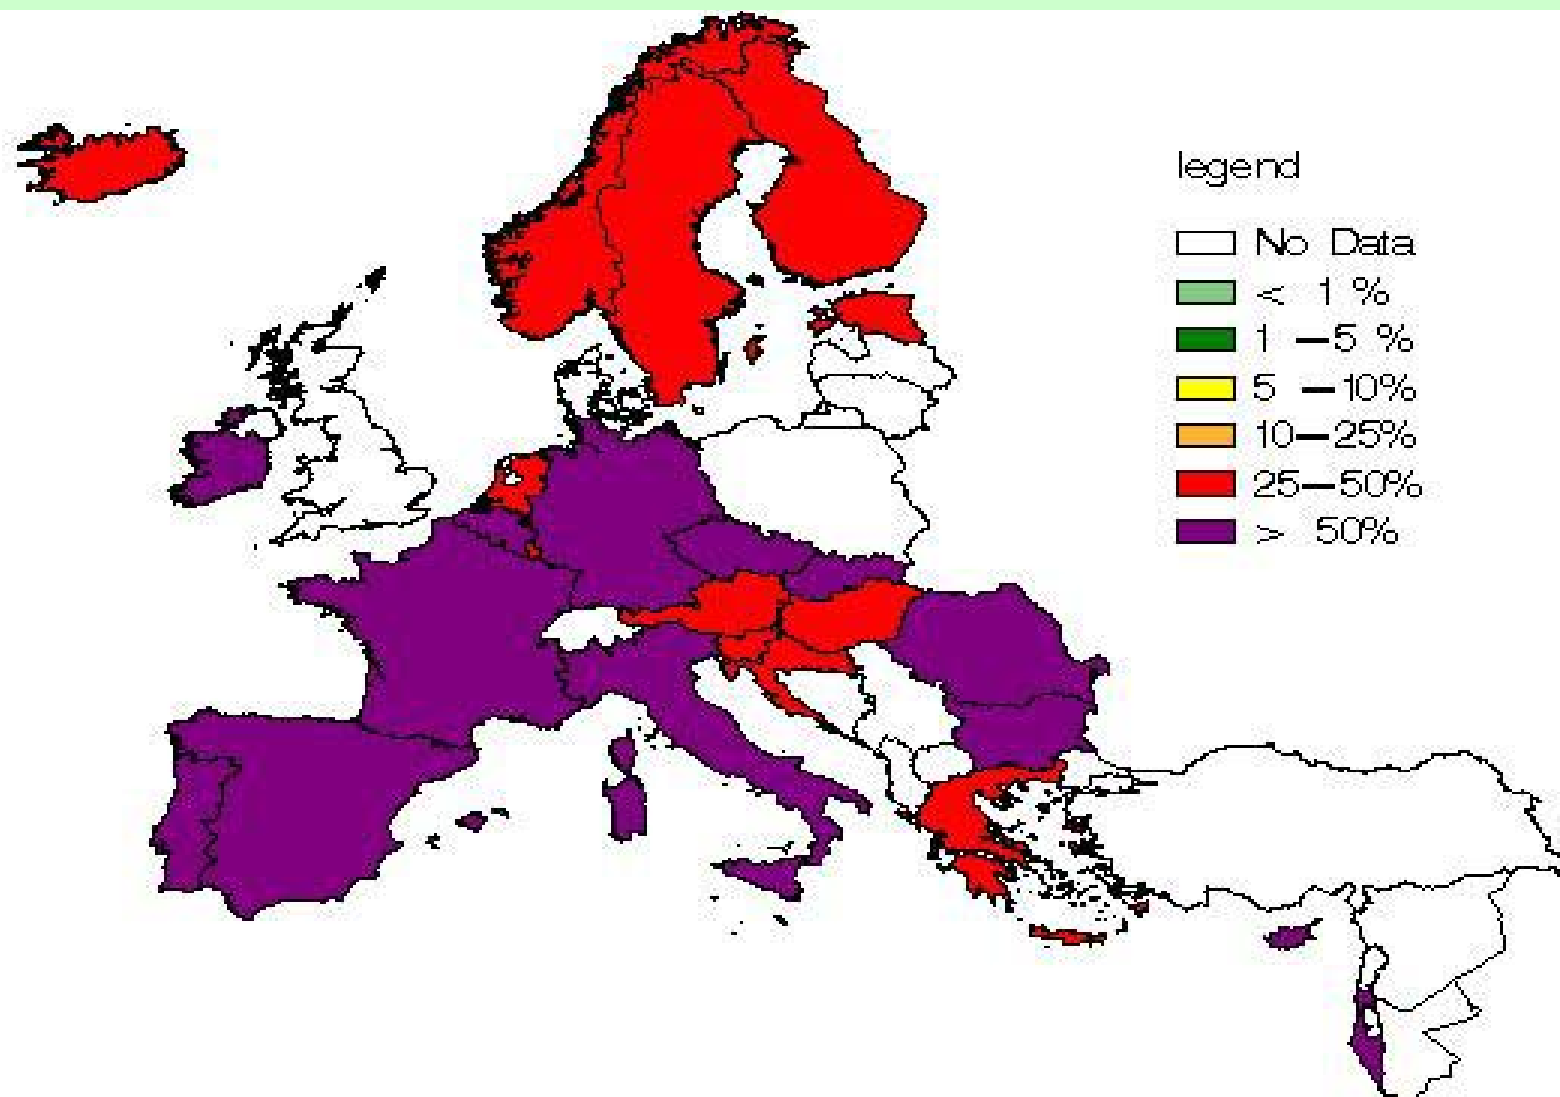 legend
No Data
< 1 %
1 –5 %
5 –10%
10–25%
25–50%
> 50%